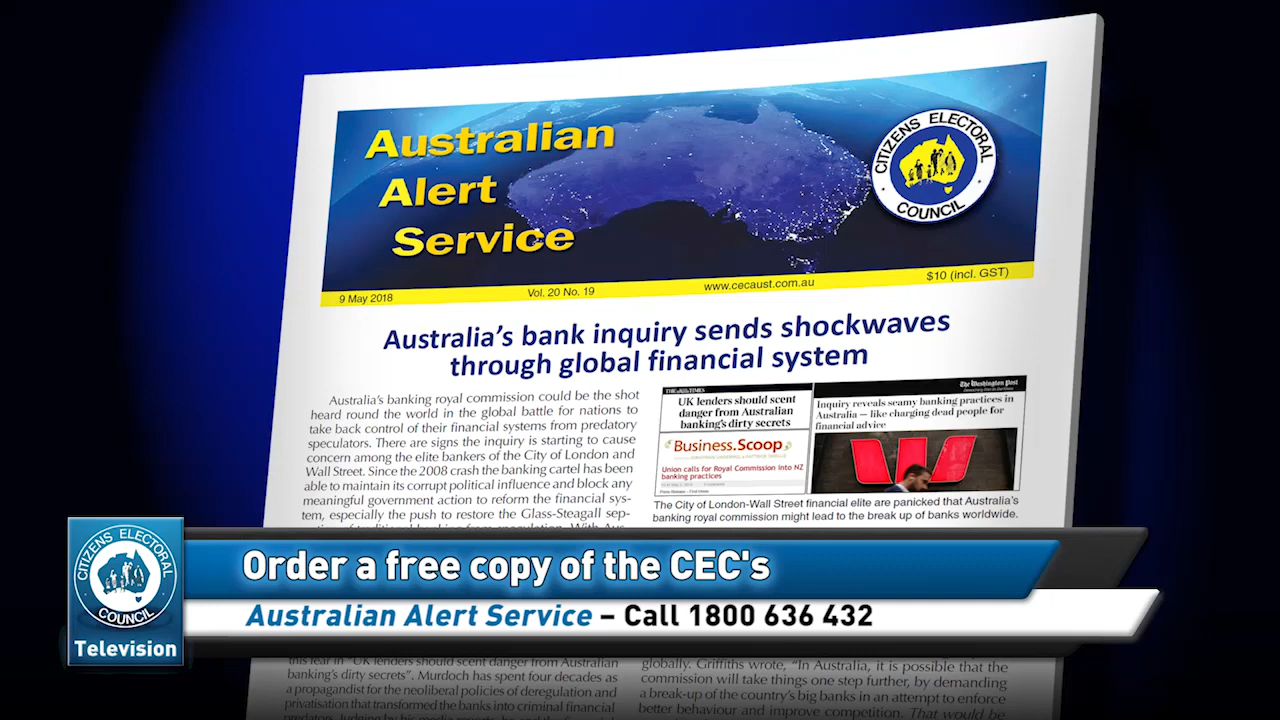 Australian
Alert
Service
CITIZENS ELECTORAL
COUNCIL
9 May 2018
Vol. 20 No. 19
www.cecaust.com.au
$10 (incl. GST)
Australia's bank inquiry sends shockwaves
through global financial system
Australia's banking royal commission could be the shot
heard round the world in the global battle for nations to
take back control of their financial systems from predatory
speculators. There are signs the inquiry is starting to cause
concern among the elite bankers of the City of London and
Wall Street. Since the 2008 crash the banking cartel has been
able to maintain its corrupt political influence and block any
meaningful government action to reform the financial sys-
tem, especially the push to restore the Glass-Steagall sep-
UK lenders should scent
danger from Australian
banking's dirty secrets
Business.Scoop
Union calls for Royal Commission into NZ
banking practices
The Washington Post
Inquiry reveals seamy banking practices in
Australia — like charging dead people for
financial advice
The City of London-Wall Street financial elite are panicked that Australia's
banking royal commission might lead to the break up of banks worldwide.
CITIZENS ELECTORAL
COUNCIL
Television
Order a free copy of the CEC's
Australian Alert Service – Call 1800 636 432
this fear in "UK lenders should scent danger from Australian
banking's dirty secrets". Murdoch has spent four decades as
a propagandist for the neoliberal policies of deregulation and
privatisation that transformed the banks into criminal financial
globally. Griffiths wrote, "In Australia, it is possible that the
commission will take things one step further, by demanding
a break-up of the country's big banks in an attempt to enforce
better behaviour and improve competition. That would be